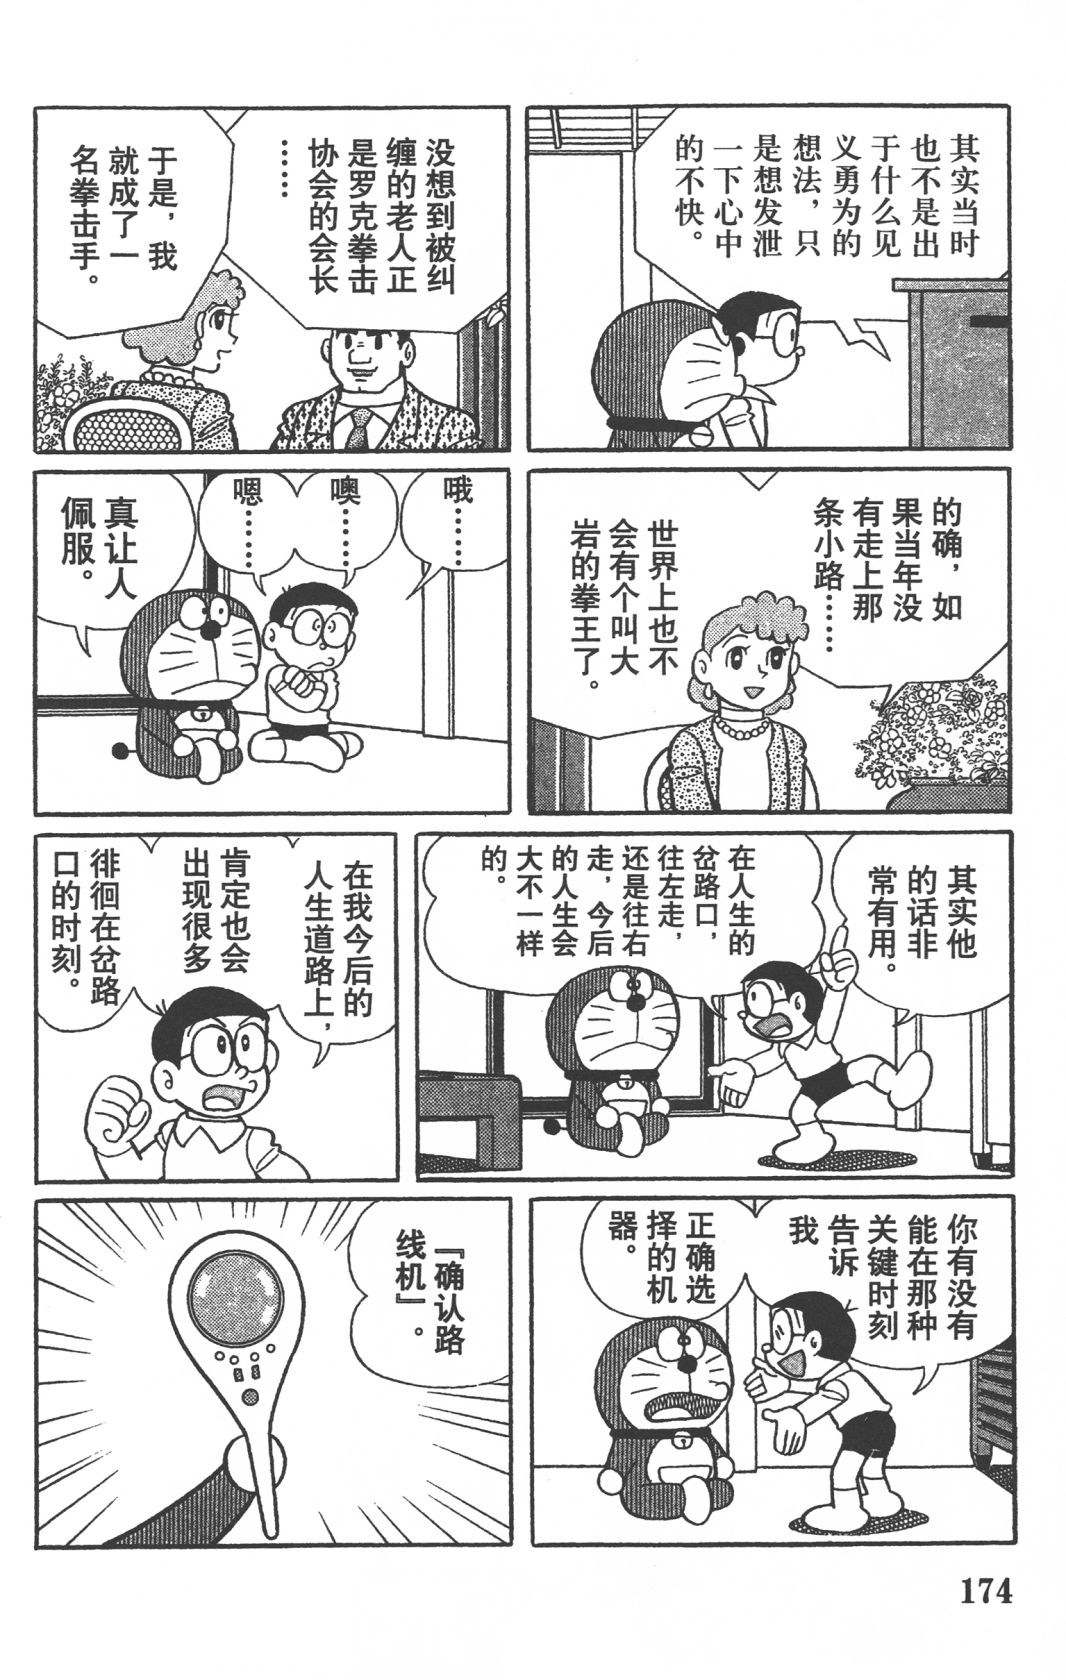 其实当时
也不是出
于什么见
义勇为的
想法，只
是想发泄
一下心中
的不快。
没想到被纠
缠的老人正
是罗克拳击
协会的会长
……
于是，我
就成了一
名拳击手。
的确，如
果当年没
有走上那
条小路……
世界上也不
会有个叫大
岩的拳王了。
哦……
噢……
嗯……
真让人
佩服。
其实他
的话非
常有用。
在人生的
岔路口，
往左走，
还是往右
走，今后
的人生会
大不一样
的。
在我今后的
人生道路上，
肯定也会
出现很多
徘徊在岔路
口的时刻。
你有没有
能在那种
关键时刻
告诉
我
正确选
择的机
器。
『确认路
线机』。
174